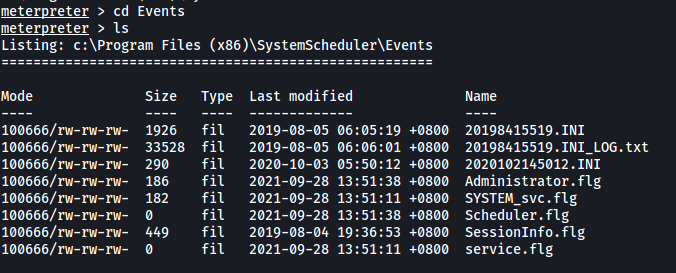 meterpreter > cd Events
meterpreter > ls
Listing: c:\Program Files (x86)\SystemScheduler\Events
======================================================
Mode Size Type Last modified Name
---- ---- ---- ------------- ----
100666/rw-rw-rw- 1926 fil 2019-08-05 06:05:19 +0800 20198415519.INI
100666/rw-rw-rw- 33528 fil 2019-08-05 06:06:01 +0800 20198415519.INI_LOG.txt
100666/rw-rw-rw- 290 fil 2020-10-03 05:50:12 +0800 2020102145012.INI
100666/rw-rw-rw- 186 fil 2021-09-28 13:51:38 +0800 Administrator.flg
100666/rw-rw-rw- 182 fil 2021-09-28 13:51:11 +0800 SYSTEM_svc.flg
100666/rw-rw-rw- 0 fil 2021-09-28 13:51:38 +0800 Scheduler.flg
100666/rw-rw-rw- 449 fil 2019-08-04 19:36:53 +0800 SessionInfo.flg
100666/rw-rw-rw- 0 fil 2021-09-28 13:51:11 +0800 service.flg